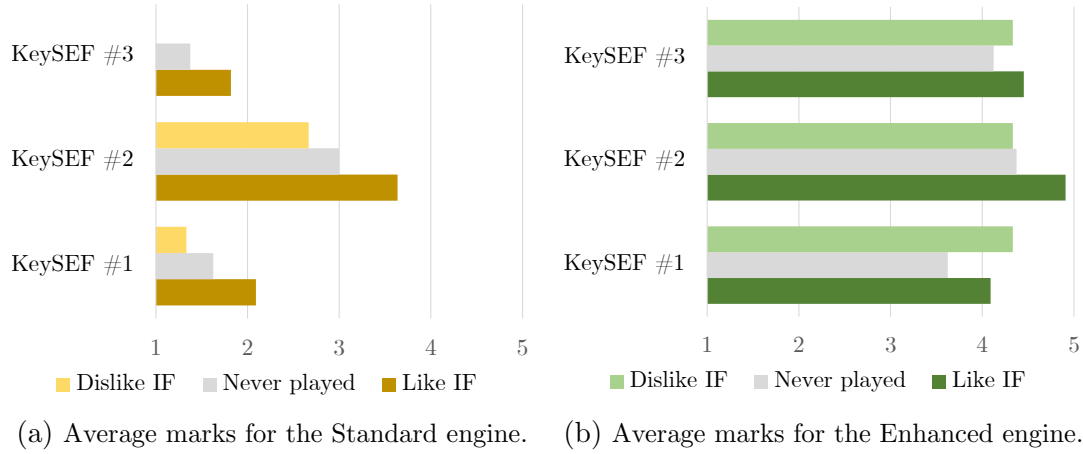 KeySEF #3
KeySEF #2
KeySEF #1
1 2 3 4 5
Dislike IF Never played Like IF
(a) Average marks for the Standard engine.
KeySEF #3
KeySEF #2
KeySEF #1
1 2 3 4 5
Dislike IF Never played Like IF
(b) Average marks for the Enhanced engine.